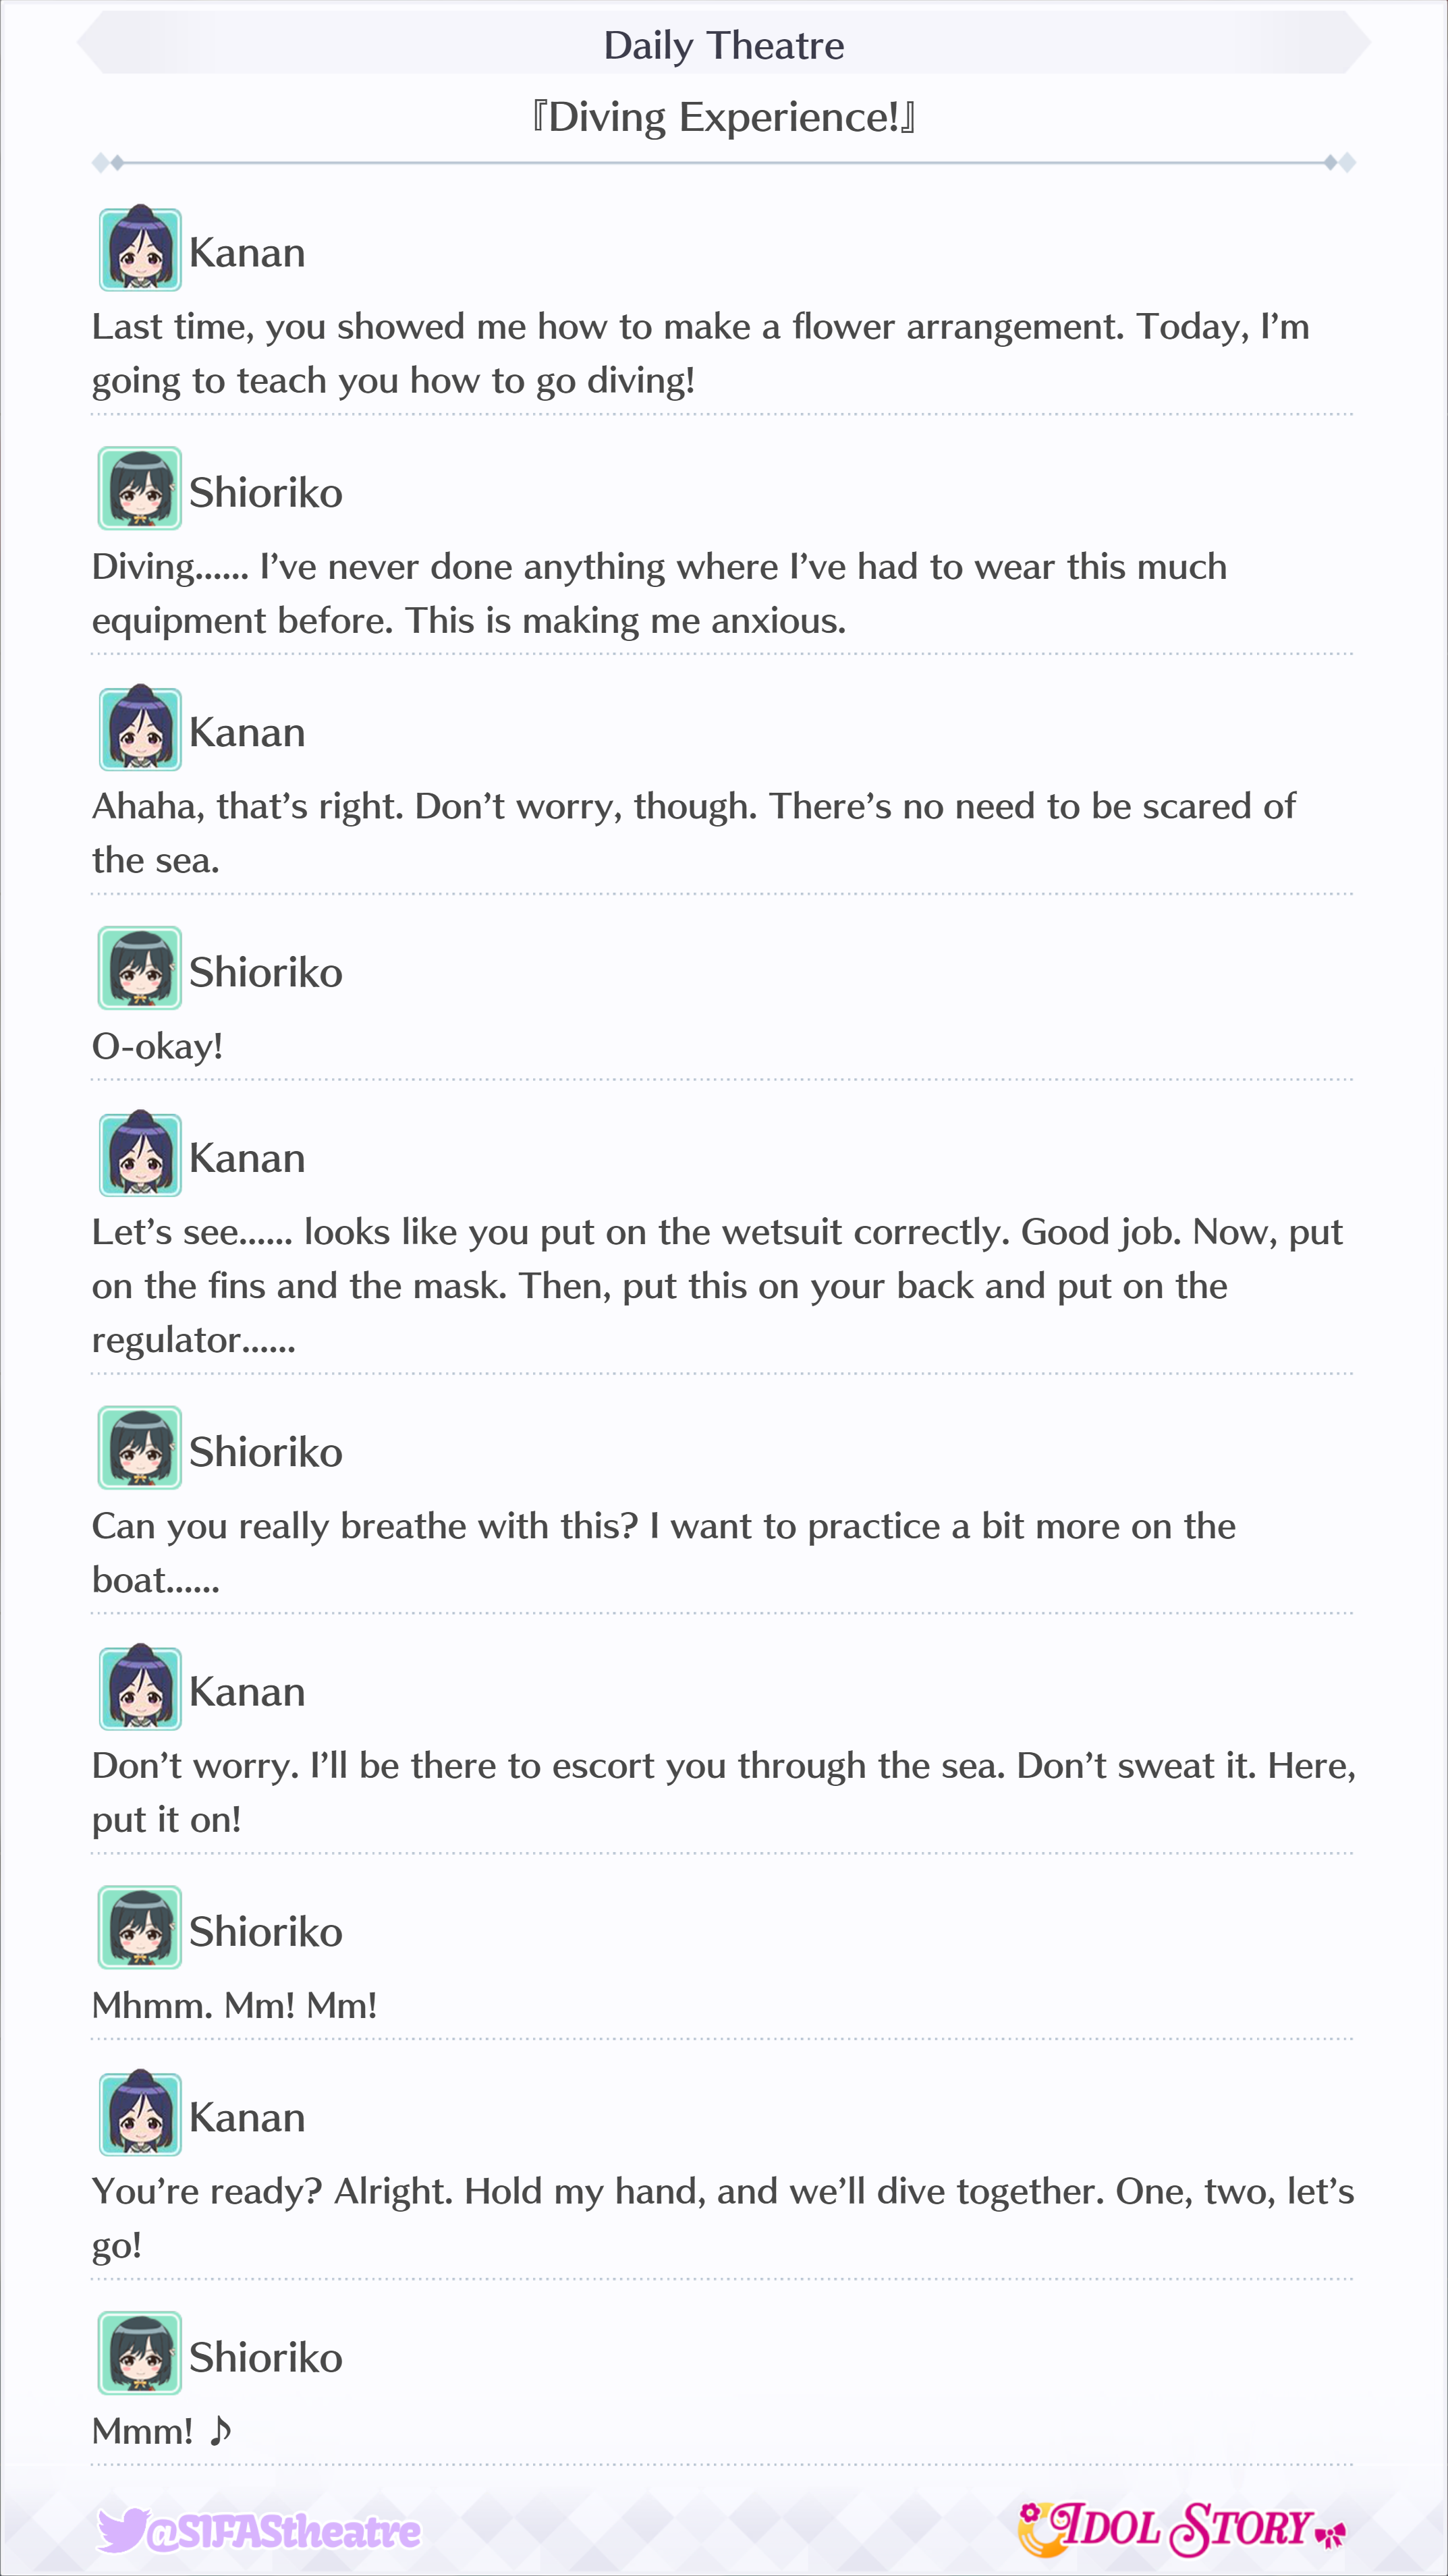 Daily Theatre
『Diving Experience!』
Kanan
Last time, you showed me how to make a flower arrangement. Today, I’m
going to teach you how to go diving!
Shioriko
Diving...... I’ve never done anything where I’ve had to wear this much
equipment before. This is making me anxious.
Kanan
Ahaha, that’s right. Don’t worry, though. There’s no need to be scared of
the sea.
Shioriko
O-okay!
Kanan
Let’s see...... looks like you put on the wetsuit correctly. Good job. Now, put
on the fins and the mask. Then, put this on your back and put on the
regulator......
Shioriko
Can you really breathe with this? I want to practice a bit more on the
boat......
Kanan
Don’t worry. I’ll be there to escort you through the sea. Don’t sweat it. Here,
put it on!
Shioriko
Mhmm. Mm! Mm!
Kanan
You’re ready? Alright. Hold my hand, and we’ll dive together. One, two, let’s
go!
Shioriko
Mmm! ♪
@SIFAStheatre
IDOL STORY